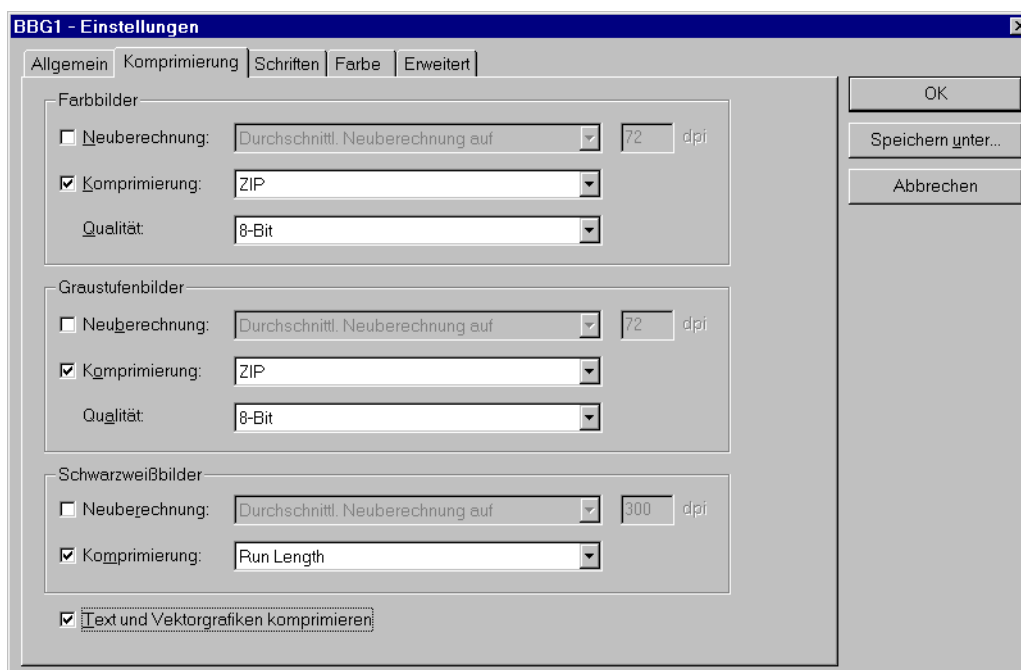 BBG1 - Einstellungen
Allgemein Komprimierung Schriften Farbe Erweitert
Farbbilder
Neuberechnung: Durchschnittl. Neuberechnung auf 72 dpi
Komprimierung: ZIP
Qualität: 8-Bit
Graustufenbilder
Neuberechnung: Durchschnittl. Neuberechnung auf 72 dpi
Komprimierung: ZIP
Qualität: 8-Bit
Schwarzweißbilder
Neuberechnung: Durchschnittl. Neuberechnung auf 300 dpi
Komprimierung: Run Length
Text und Vektorgrafiken komprimieren
OK
Speichern unter...
Abbrechen